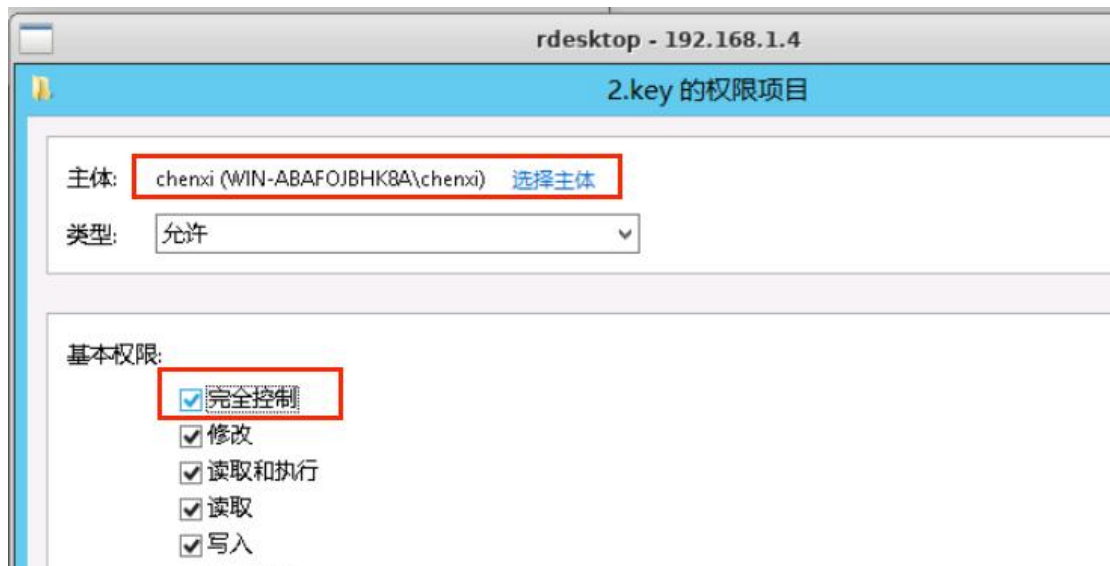 rdesktop - 192.168.1.4
2.key 的权限项目
主体: chenxi (WIN-ABAFOJBHK8A\chenxi) 选择主体
类型: 允许
基本权限:
完全控制
修改
读取和执行
读取
写入